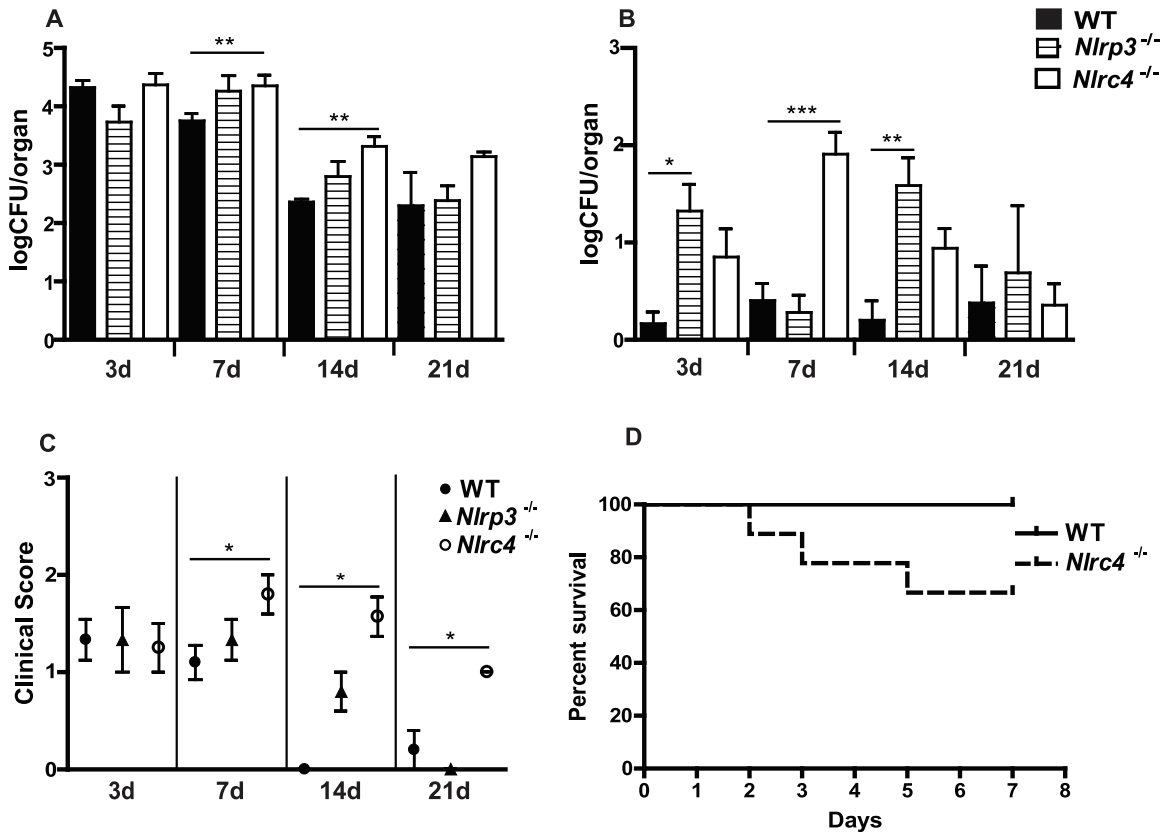 A
logCFU/organ
5
4
3
2
1
0
**
**
3d 7d 14d 21d
B
WT
Nlrp3 -/-
Nlrc4 -/-
logCFU/organ
3
2
1
0
*
***
**
3d 7d 14d 21d
C
Clinical Score
3
2
1
0
WT
Nlrp3 -/-
Nlrc4 -/-
*
*
*
3d 7d 14d 21d
D
Percent survival
100
80
60
40
20
0
WT
Nlrc4 -/-
0 1 2 3 4 5 6 7 8
Days